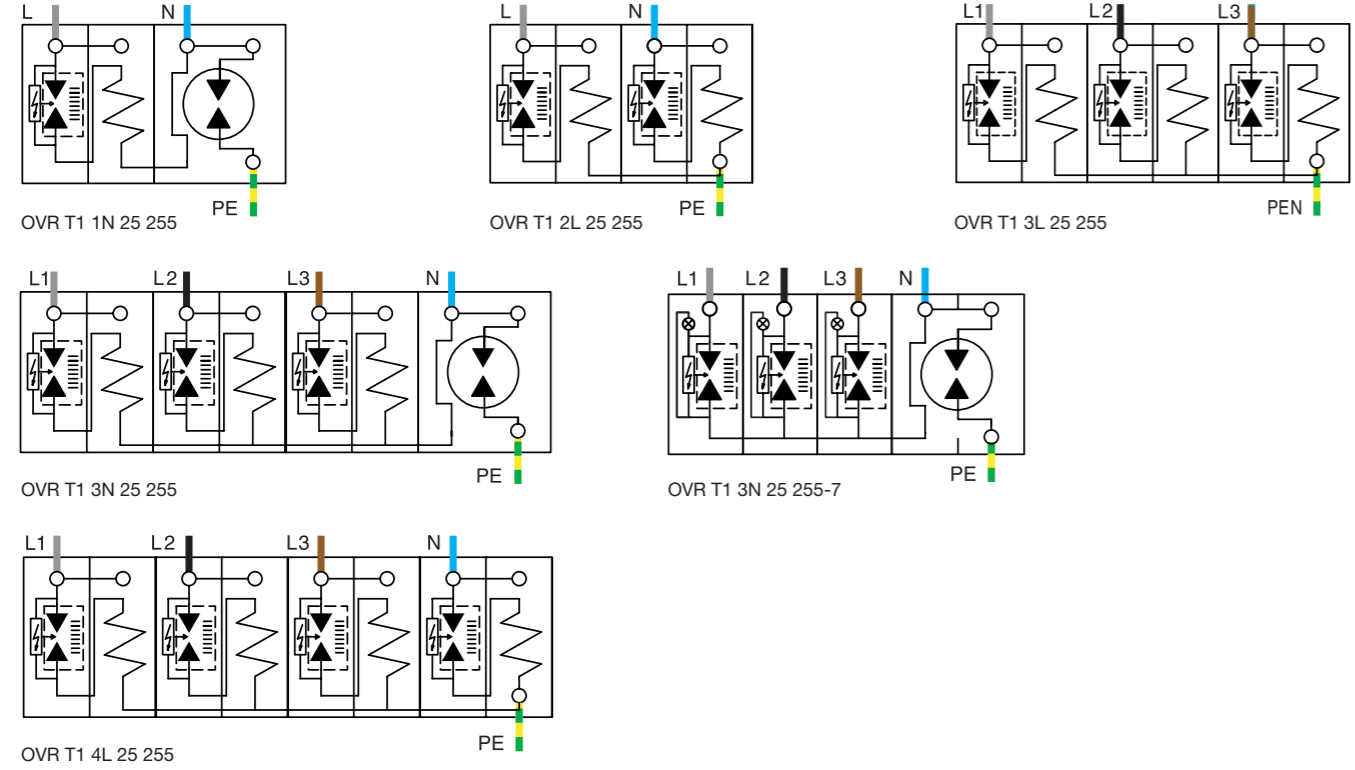 L N
PE
OVR T1 1N 25 255
L N
PE
OVR T1 2L 25 255
L1 L2 L3
PEN
OVR T1 3L 25 255
L1 L2 L3 N
PE
OVR T1 3N 25 255
L1 L2 L3 N
PE
OVR T1 3N 25 255-7
L1 L2 L3 N
PE
OVR T1 4L 25 255